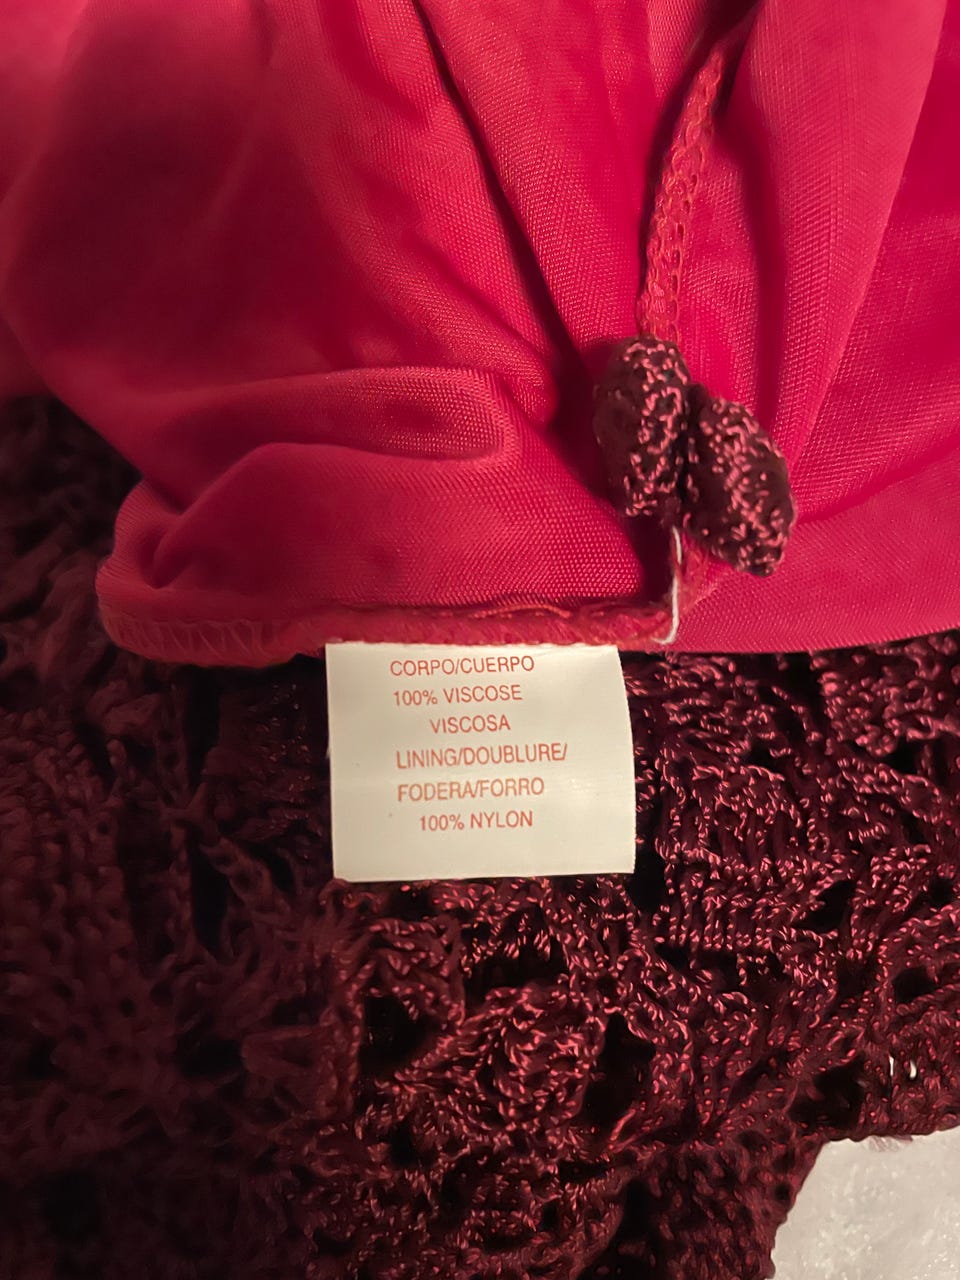 CORPO/CUERPO
100% VISCOSE
VISCOSA
LINING/DOUBLURE/
FODERA/FORRO
100% NYLON